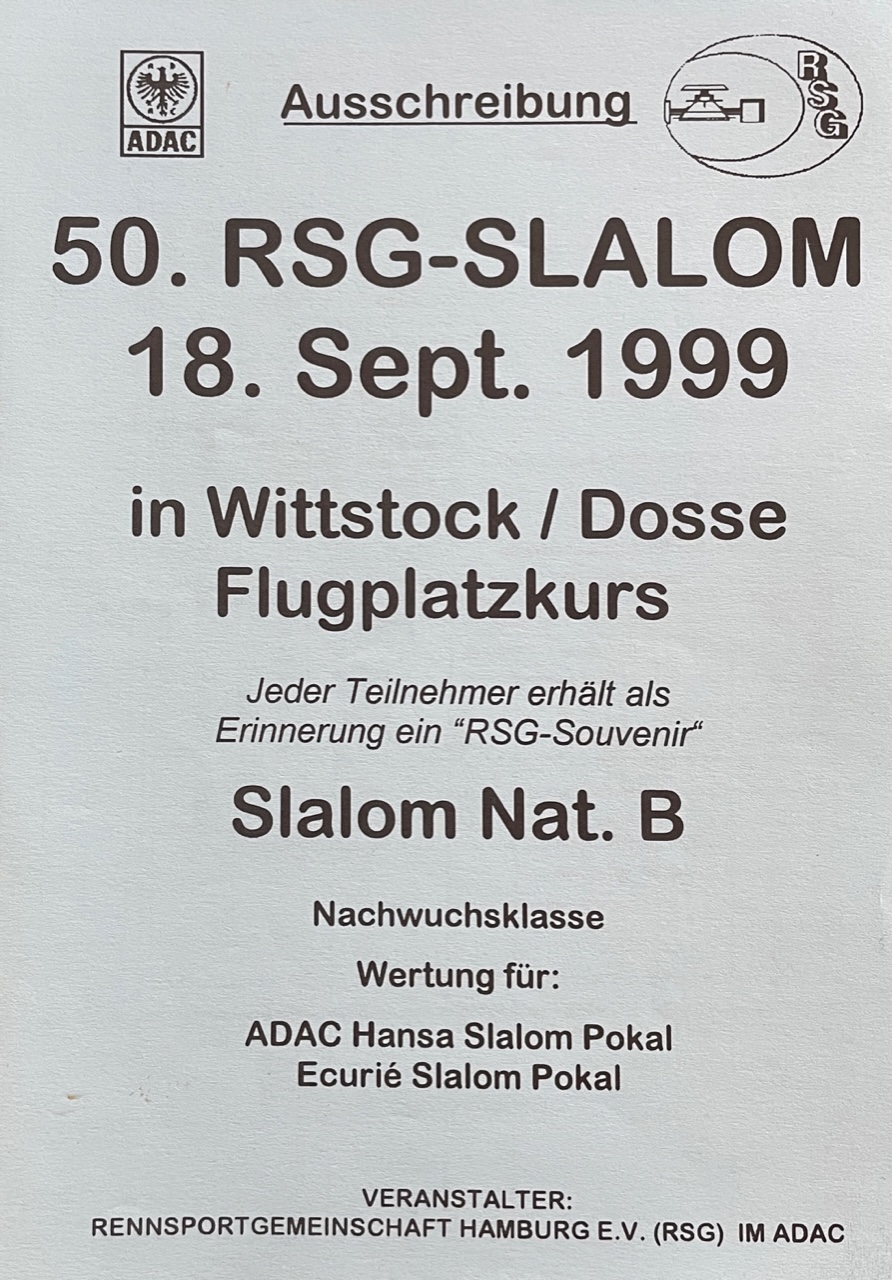 ADAC
Ausschreibung
RSG
50. RSG-SLALOM
18. Sept. 1999
in Wittstock / Dosse
Flugplatzkurs
Jeder Teilnehmer erhält als
Erinnerung ein “RSG-Souvenir“
Slalom Nat. B
Nachwuchsklasse
Wertung für:
ADAC Hansa Slalom Pokal
Ecurié Slalom Pokal
VERANSTALTER:
RENNSPORTGEMEINSCHAFT HAMBURG E.V. (RSG) IM ADAC